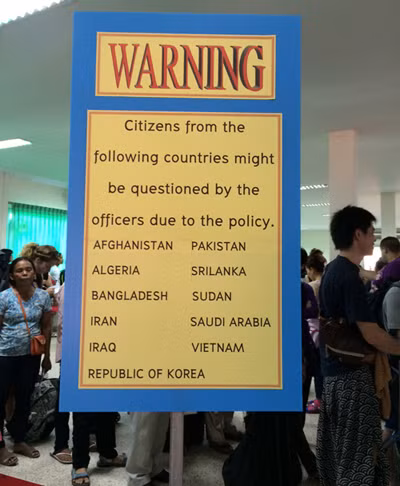 WARNING
Citizens from the
following countries might
be questioned by the
officers due to the policy.
AFGHANISTAN PAKISTAN
ALGERIA SRILANKA
BANGLADESH SUDAN
IRAN SAUDI ARABIA
IRAQ VIETNAM
REPUBLIC OF KOREA